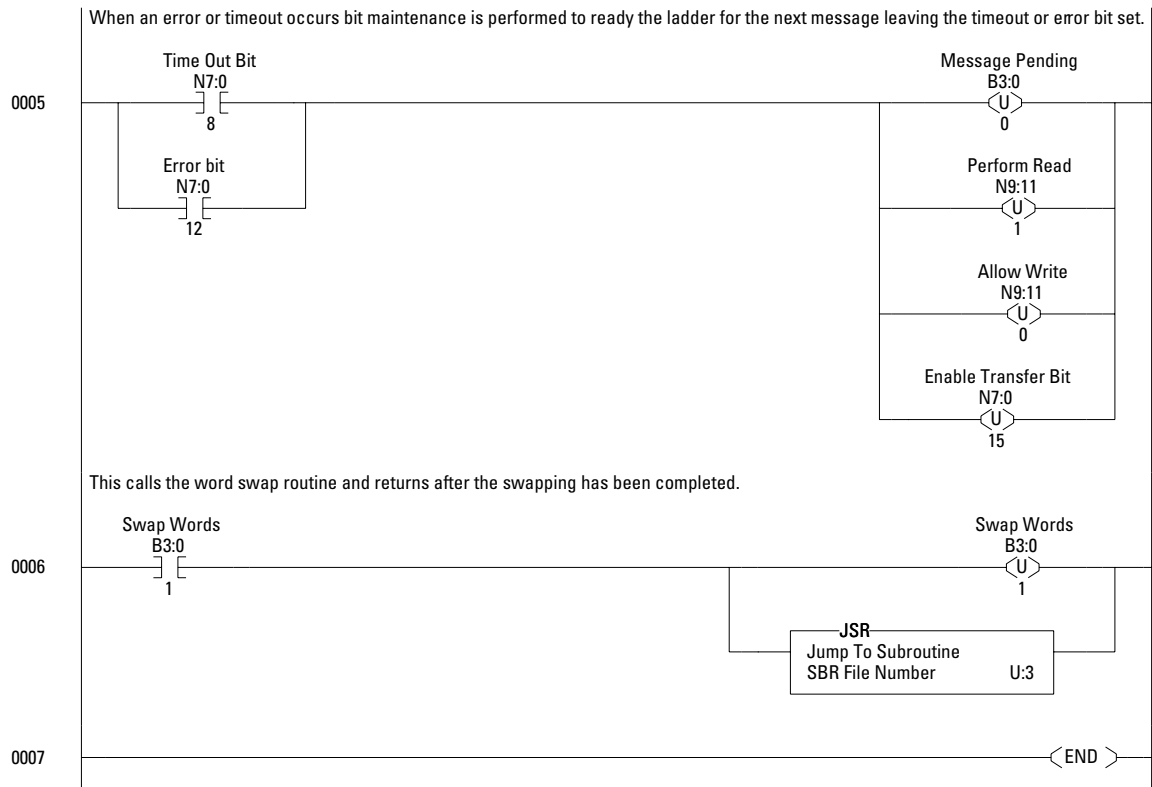 When an error or timeout occurs bit maintenance is performed to ready the ladder for the next message leaving the timeout or error bit set.
Time Out Bit
N7:0
8
Message Pending
B3:0
U
0
0005
Error bit
N7:0
12
Perform Read
N9:11
U
1
Allow Write
N9:11
U
0
Enable Transfer Bit
N7:0
U
15
This calls the word swap routine and returns after the swapping has been completed.
Swap Words
B3:0
1
Swap Words
B3:0
U
1
0006
JSR
Jump To Subroutine
SBR File Number U:3
0007
END